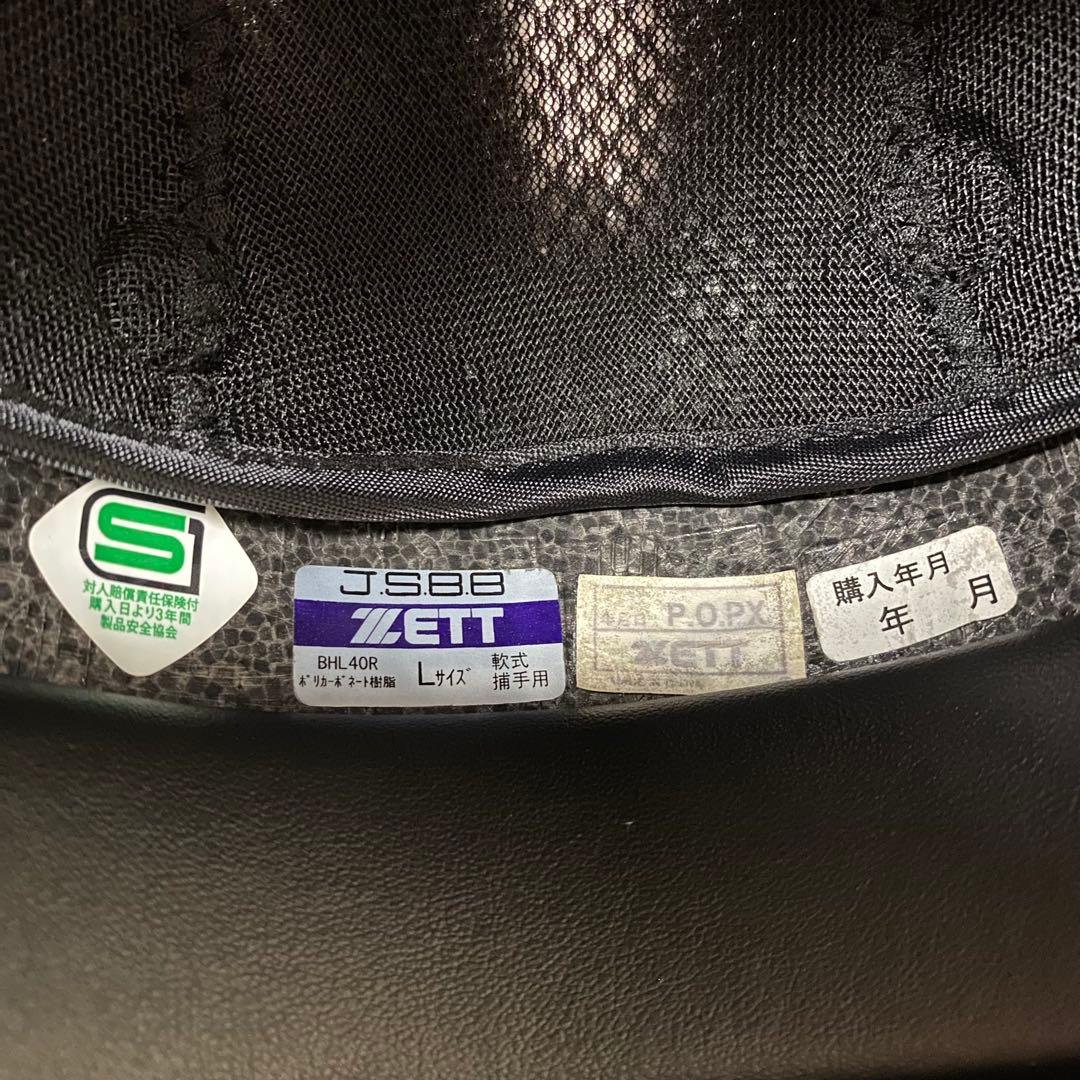 SG
対人賠償責任保険付
購入日より3年間
製品安全協会
J.S.B.B
ZETT
BHL40R
ポリカーボネート樹脂
Lサイズ
軟式
捕手用
P.O.PX
ZETT
購入年月
年 月